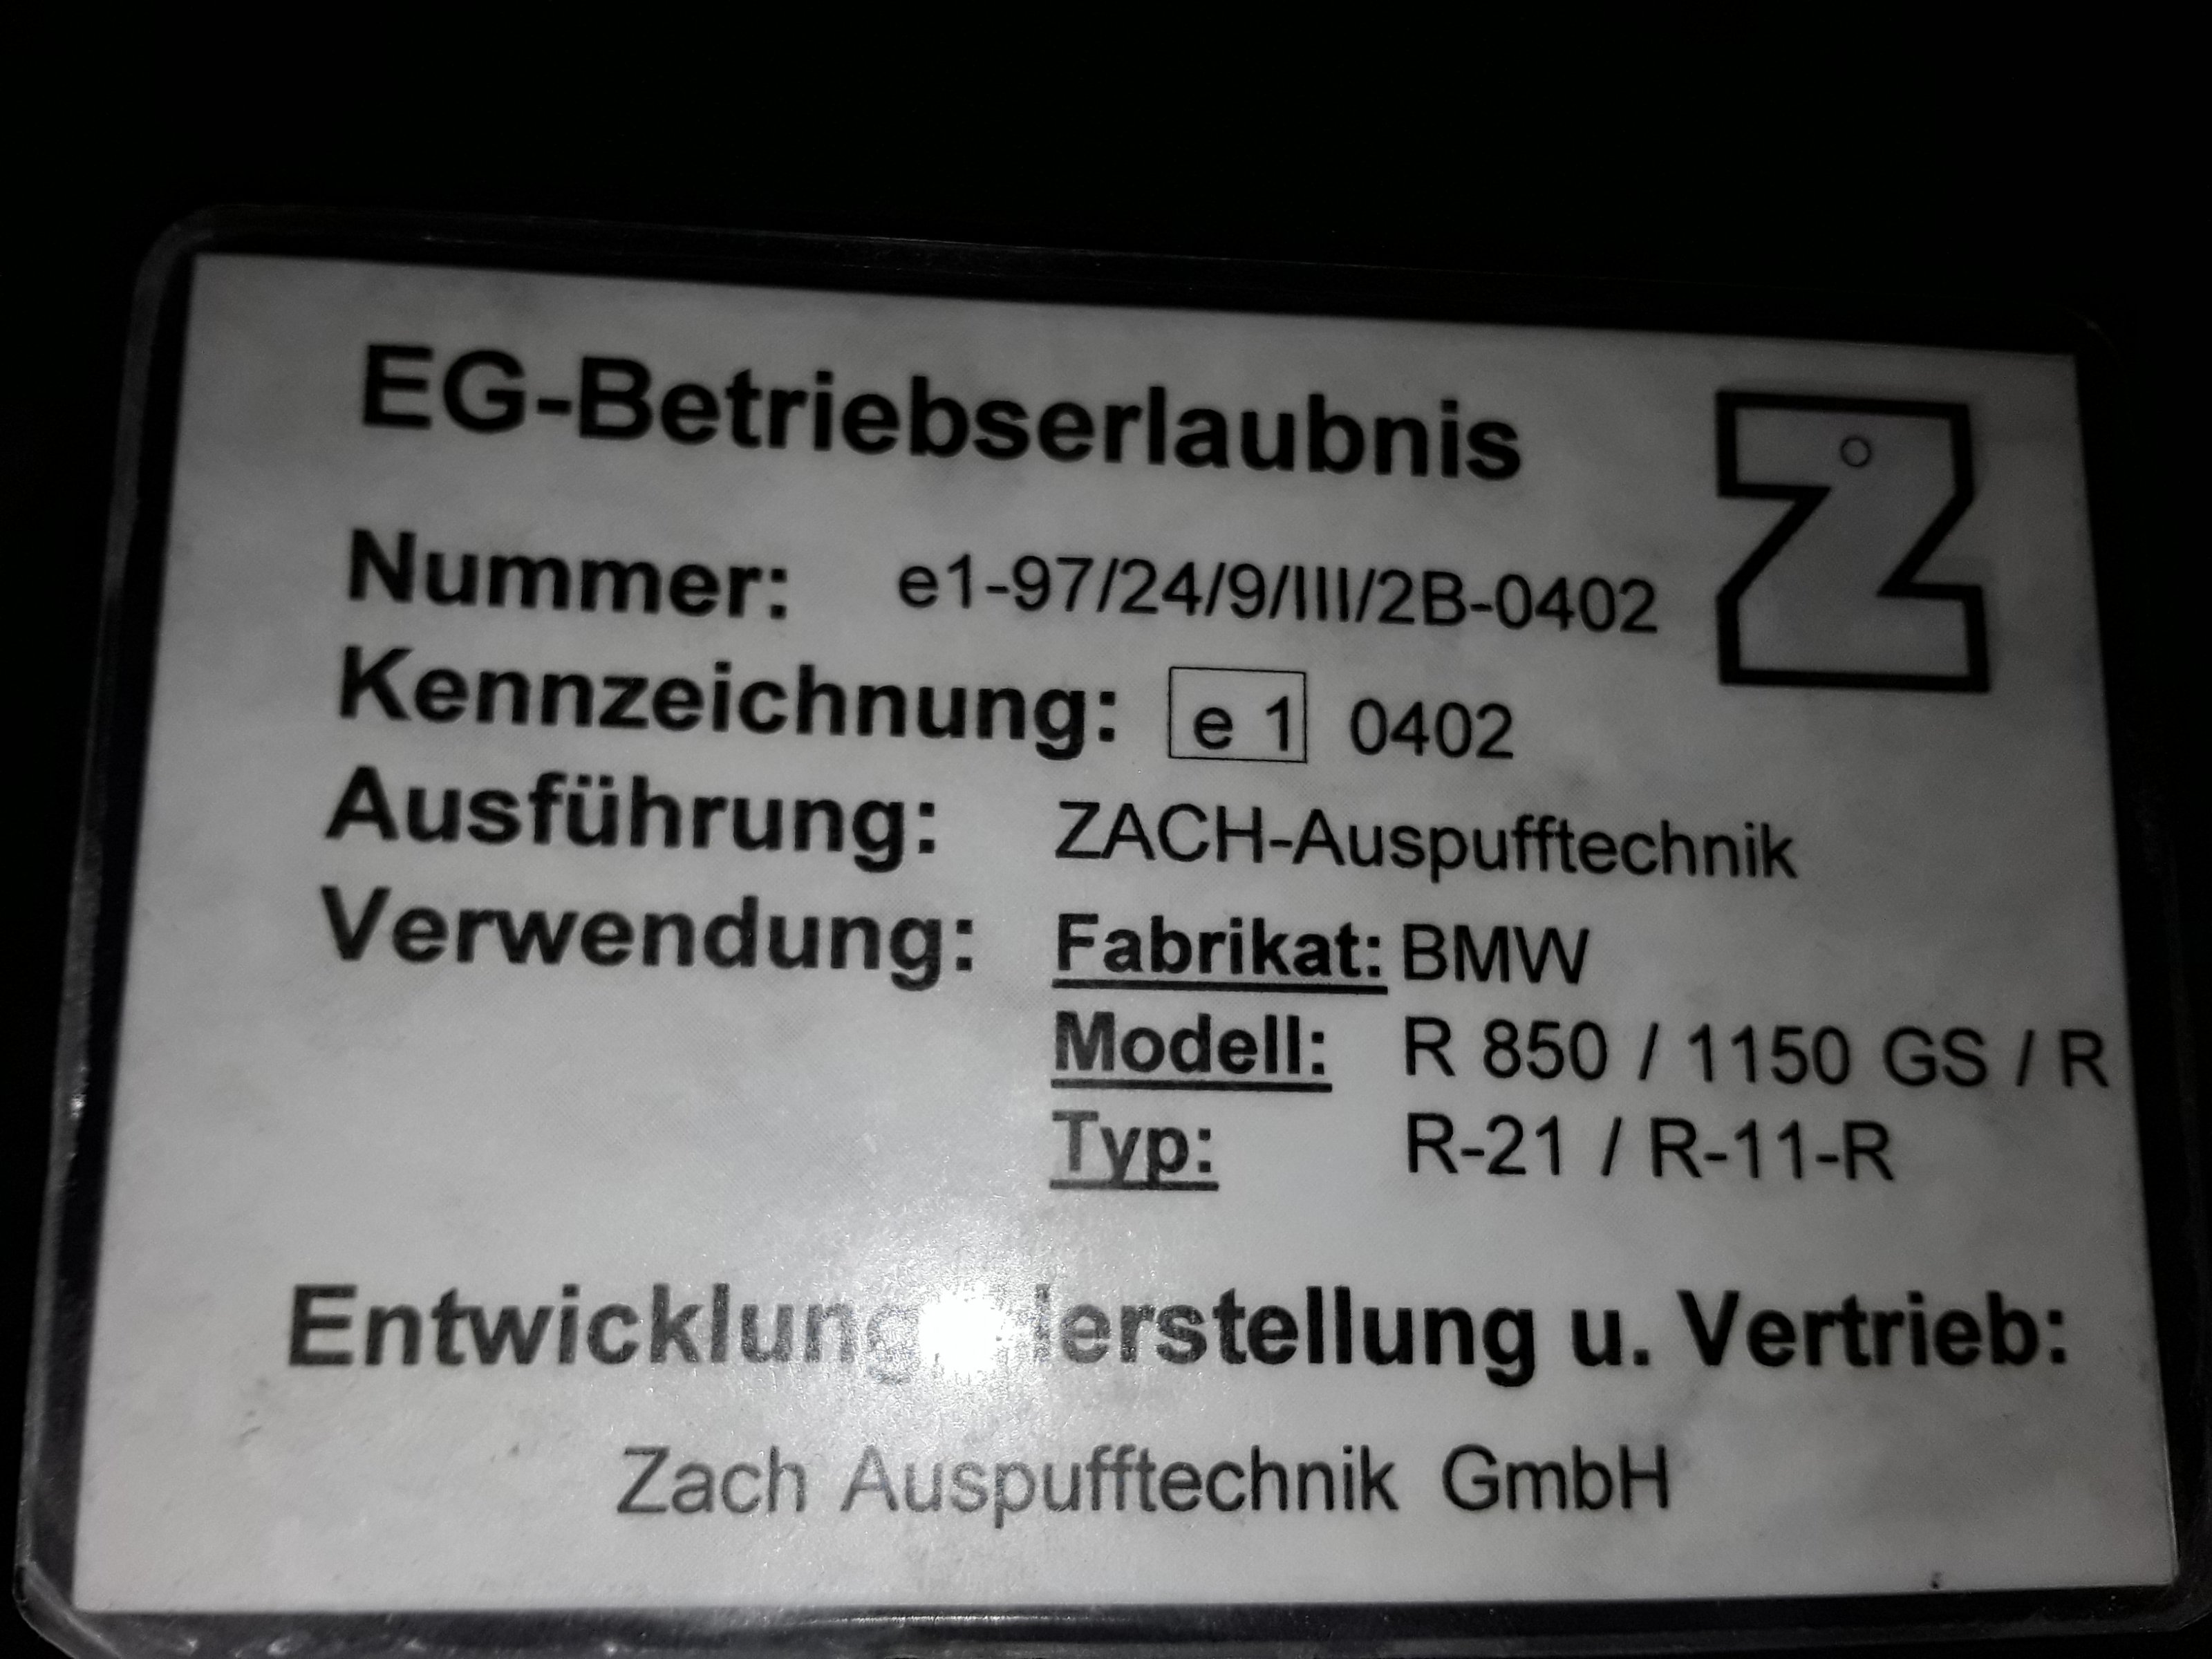 EG-Betriebserlaubnis
Z
Nummer: e1-97/24/9/III/2B-0402
Kennzeichnung: e 1 0402
Ausführung: ZACH-Auspufftechnik
Verwendung: Fabrikat: BMW
Modell: R 850 / 1150 GS / R
Typ: R-21 / R-11-R
u. Vertrieb:
Zach Auspufftechnik GmbH